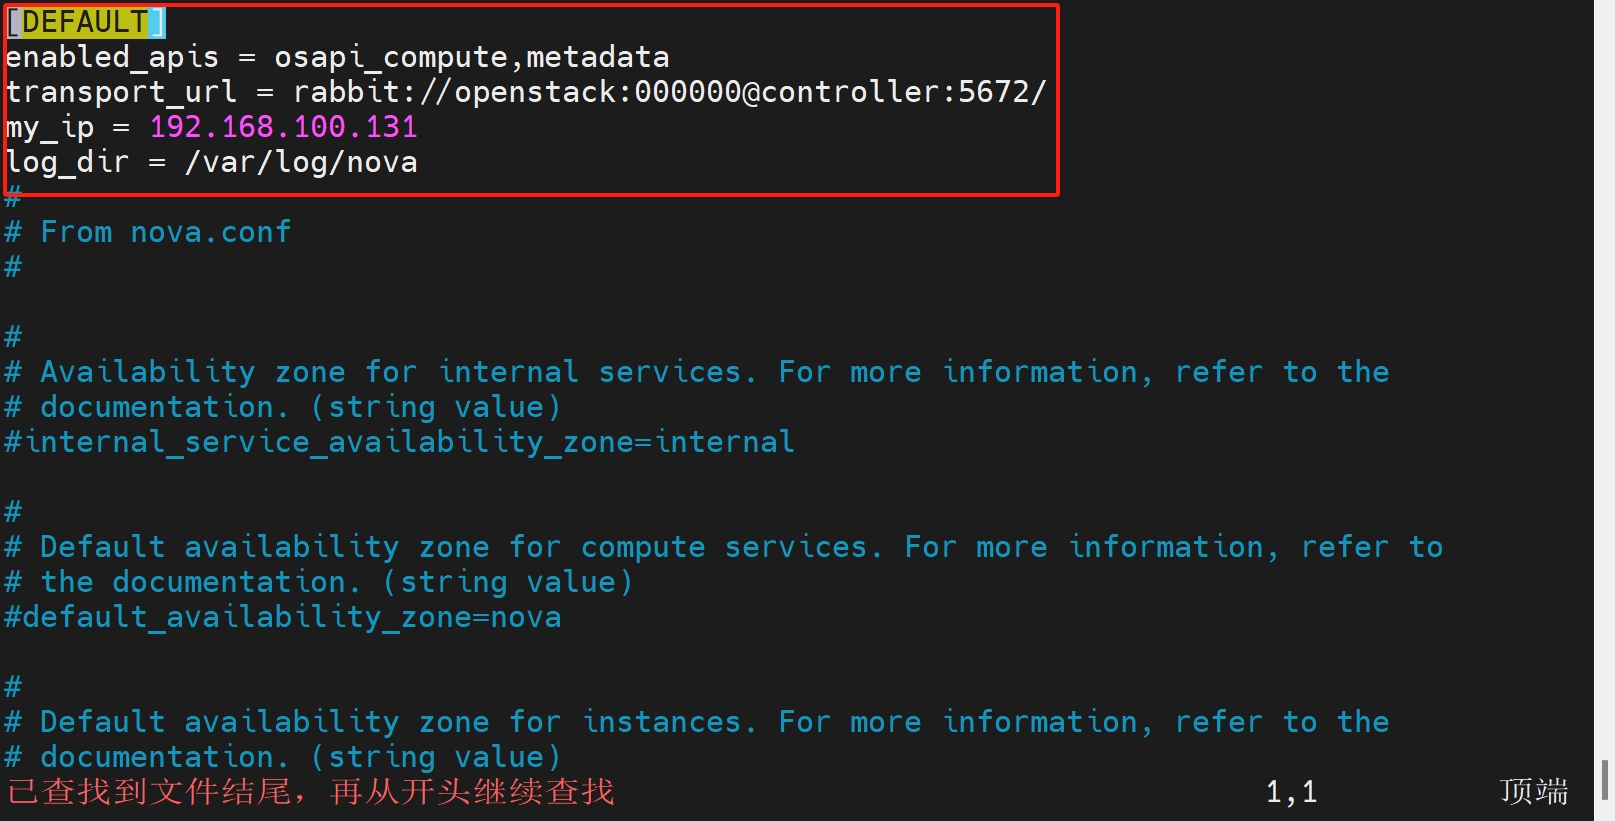 [DEFAULT]
enabled_apis = osapi_compute,metadata
transport_url = rabbit://openstack:000000@controller:5672/
my_ip = 192.168.100.131
log_dir = /var/log/nova
#
# From nova.conf
#
#
# Availability zone for internal services. For more information, refer to the
# documentation. (string value)
#internal_service_availability_zone=internal
#
# Default availability zone for compute services. For more information, refer to
# the documentation. (string value)
#default_availability_zone=nova
#
# Default availability zone for instances. For more information, refer to the
# documentation. (string value)
已查找到文件结尾，再从开头继续查找 1,1 顶端